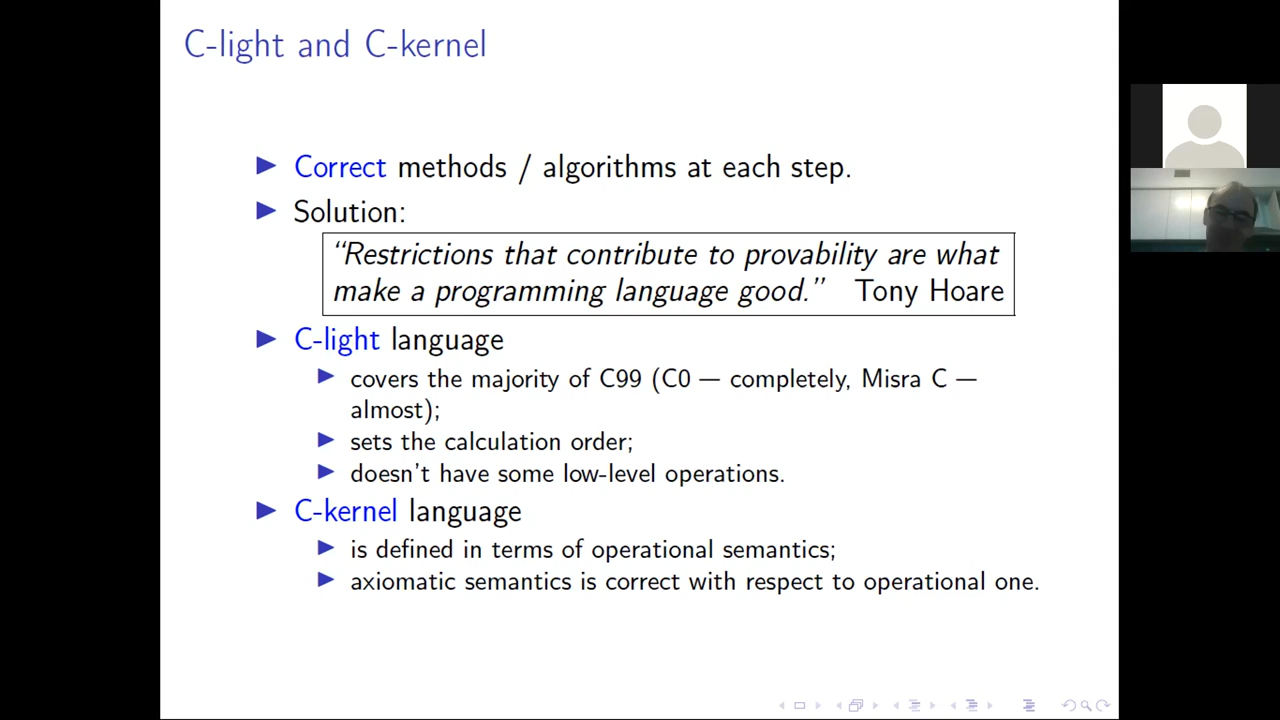 C-light and C-kernel
Correct methods / algorithms at each step.
Solution:
“Restrictions that contribute to provability are what
make a programming language good.” Tony Hoare
C-light language
covers the majority of C99 (C0 — completely, Misra C —
almost);
sets the calculation order;
doesn't have some low-level operations.
C-kernel language
is defined in terms of operational semantics;
axiomatic semantics is correct with respect to operational one.